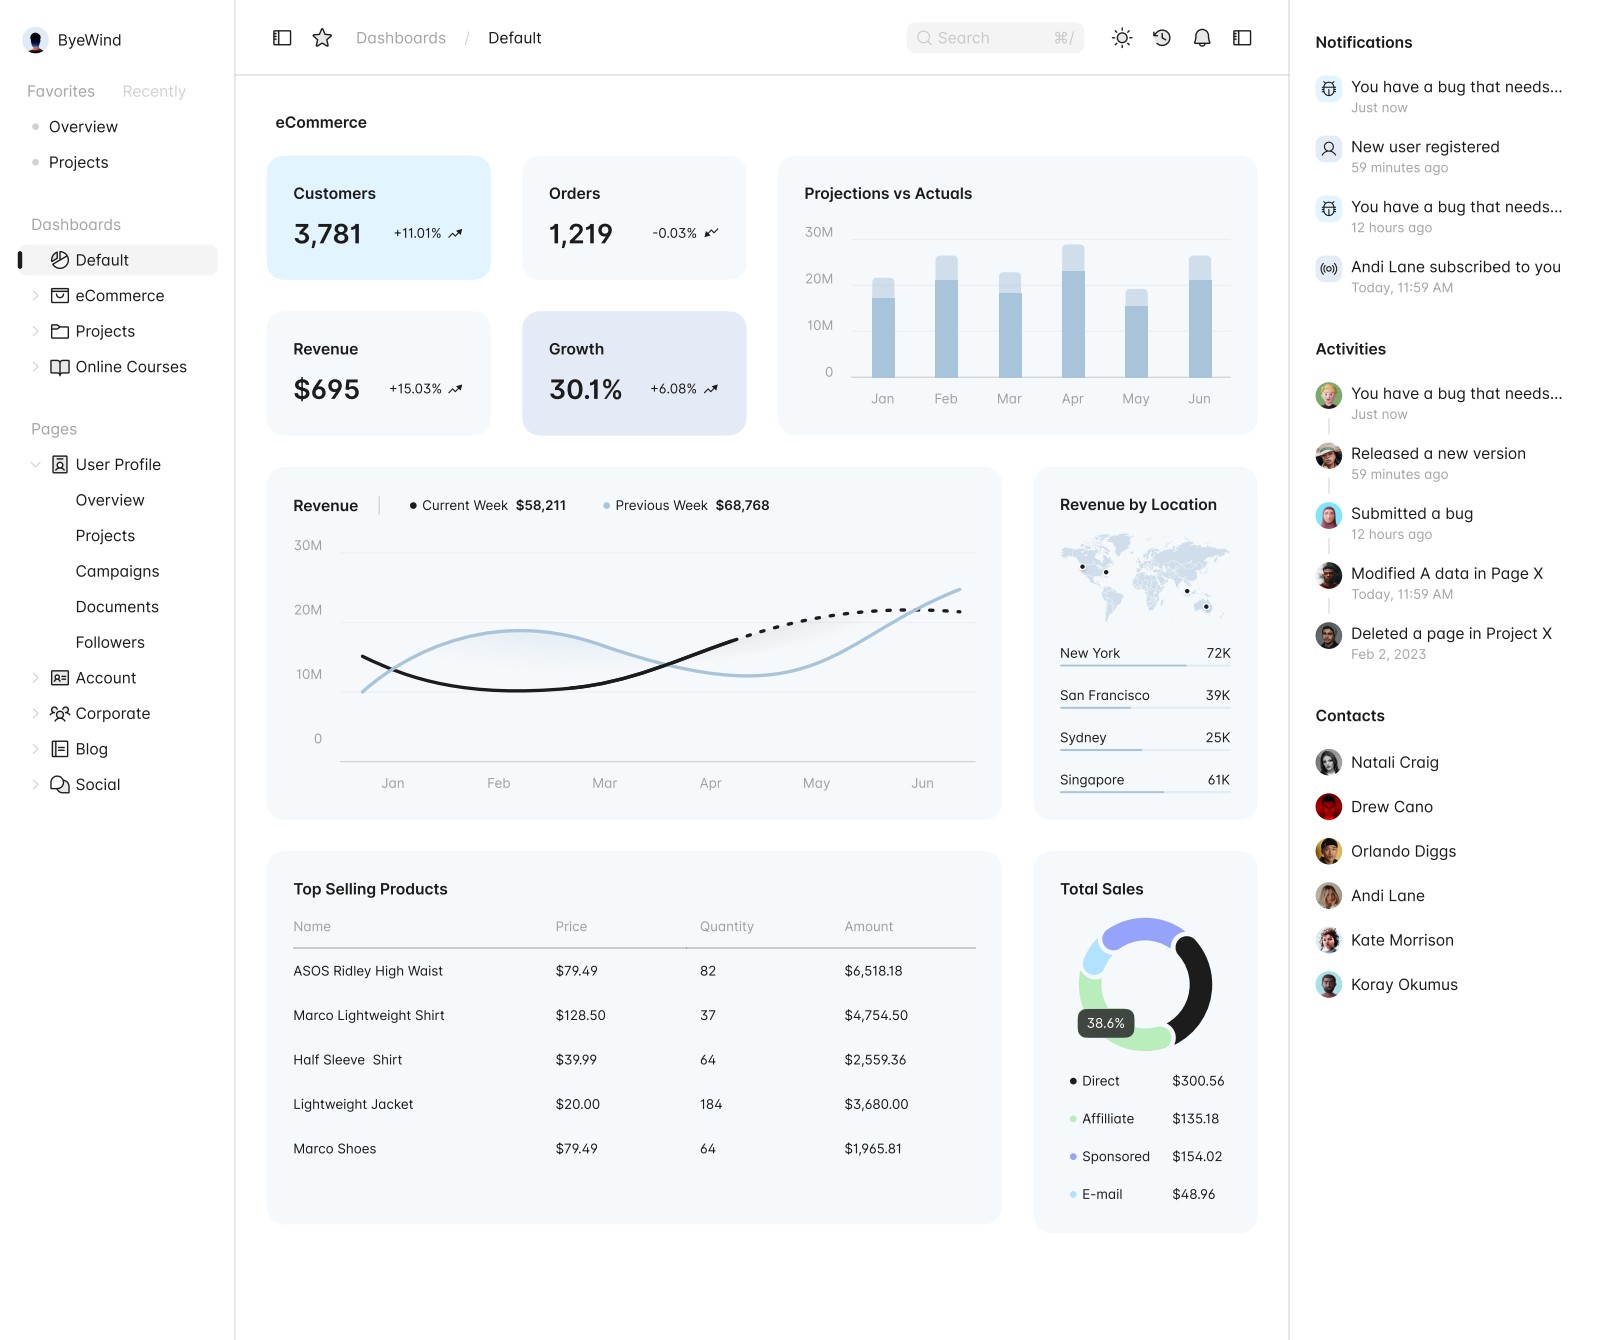 ByeWind
Favorites Recently
Overview
Projects
Dashboards
Default
eCommerce
Projects
Online Courses
Pages
User Profile
Overview
Projects
Campaigns
Documents
Followers
Account
Corporate
Blog
Social
Dashboards / Default
Search ⌘/
eCommerce
Customers
3,781 +11.01%
Orders
1,219 -0.03%
Revenue
$695 +15.03%
Growth
30.1% +6.08%
Projections vs Actuals
30M
20M
10M
0
Jan Feb Mar Apr May Jun
Revenue Current Week $58,211 Previous Week $68,768
30M
20M
10M
0
Jan Feb Mar Apr May Jun
Revenue by Location
New York 72K
San Francisco 39K
Sydney 25K
Singapore 61K
Top Selling Products
Name Price Quantity Amount
ASOS Ridley High Waist $79.49 82 $6,518.18
Marco Lightweight Shirt $128.50 37 $4,754.50
Half Sleeve  Shirt $39.99 64 $2,559.36
Lightweight Jacket $20.00 184 $3,680.00
Marco Shoes $79.49 64 $1,965.81
Total Sales
38.6%
Direct $300.56
Affilliate $135.18
Sponsored $154.02
E-mail $48.96
Notifications
You have a bug that needs...
Just now
New user registered
59 minutes ago
You have a bug that needs...
12 hours ago
Andi Lane subscribed to you
Today, 11:59 AM
Activities
You have a bug that needs...
Just now
Released a new version
59 minutes ago
Submitted a bug
12 hours ago
Modified A data in Page X
Today, 11:59 AM
Deleted a page in Project X
Feb 2, 2023
Contacts
Natali Craig
Drew Cano
Orlando Diggs
Andi Lane
Kate Morrison
Koray Okumus